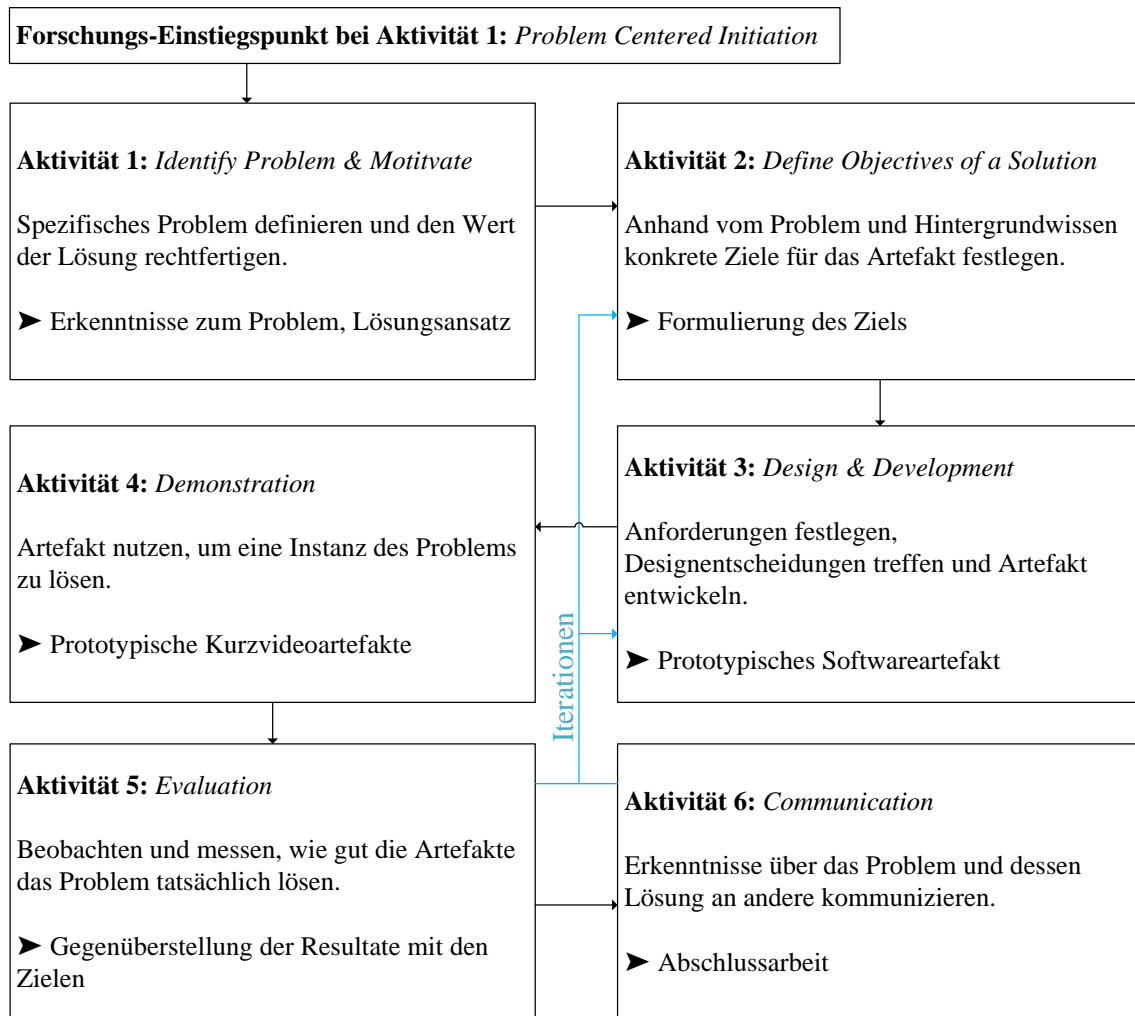 Forschungs-Einstiegspunkt bei Aktivität 1: Problem Centered Initiation
Aktivität 1: Identify Problem & Motitvate
Spezifisches Problem definieren und den Wert
der Lösung rechtfertigen.
➤ Erkenntnisse zum Problem, Lösungsansatz
Aktivität 2: Define Objectives of a Solution
Anhand vom Problem und Hintergrundwissen
konkrete Ziele für das Artefakt festlegen.
➤ Formulierung des Ziels
Aktivität 3: Design & Development
Anforderungen festlegen,
Designentscheidungen treffen und Artefakt
entwickeln.
➤ Prototypisches Softwareartefakt
Aktivität 4: Demonstration
Artefakt nutzen, um eine Instanz des Problems
zu lösen.
➤ Prototypische Kurzvideoartefakte
Iterationen
Aktivität 5: Evaluation
Beobachten und messen, wie gut die Artefakte
das Problem tatsächlich lösen.
➤ Gegenüberstellung der Resultate mit den
Zielen
Aktivität 6: Communication
Erkenntnisse über das Problem und dessen
Lösung an andere kommunizieren.
➤ Abschlussarbeit